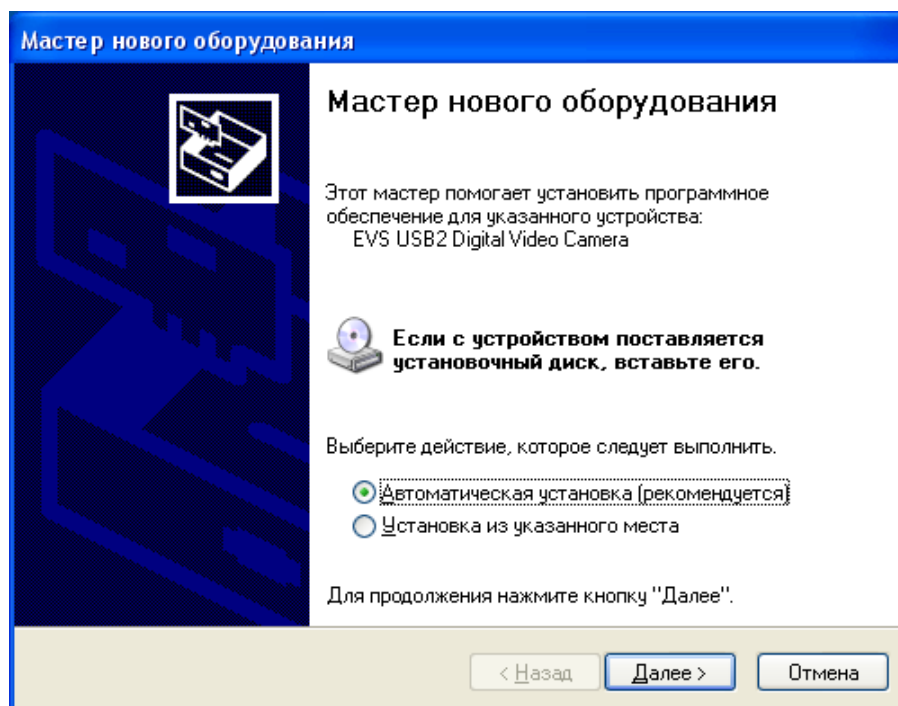 Мастер нового оборудования
Мастер нового оборудования
Этот мастер помогает установить программное
обеспечение для указанного устройства:
EVS USB2 Digital Video Camera
Если с устройством поставляется
установочный диск, вставьте его.
Выберите действие, которое следует выполнить.
Автоматическая установка (рекомендуется)
Установка из указанного места
Для продолжения нажмите кнопку "Далее".
< Назад
Далее >
Отмена